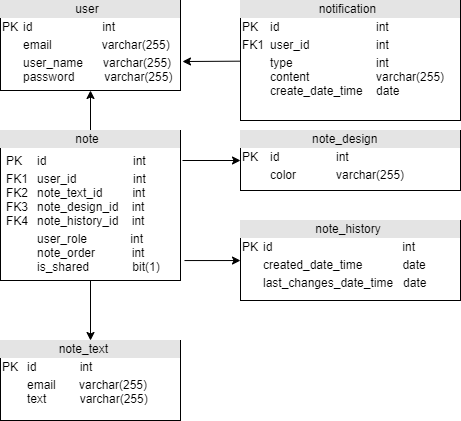 user
PK id int
email varchar(255)
user_name varchar(255)
password varchar(255)
notification
PK id int
FK1 user_id int
type int
content varchar(255)
create_date_time date
note
PK id int
FK1 user_id int
FK2 note_text_id int
FK3 note_design_id int
FK4 note_history_id int
user_role int
note_order int
is_shared bit(1)
note_design
PK id int
color varchar(255)
note_history
PK id int
created_date_time date
last_changes_date_time date
note_text
PK id int
email varchar(255)
text varchar(255)